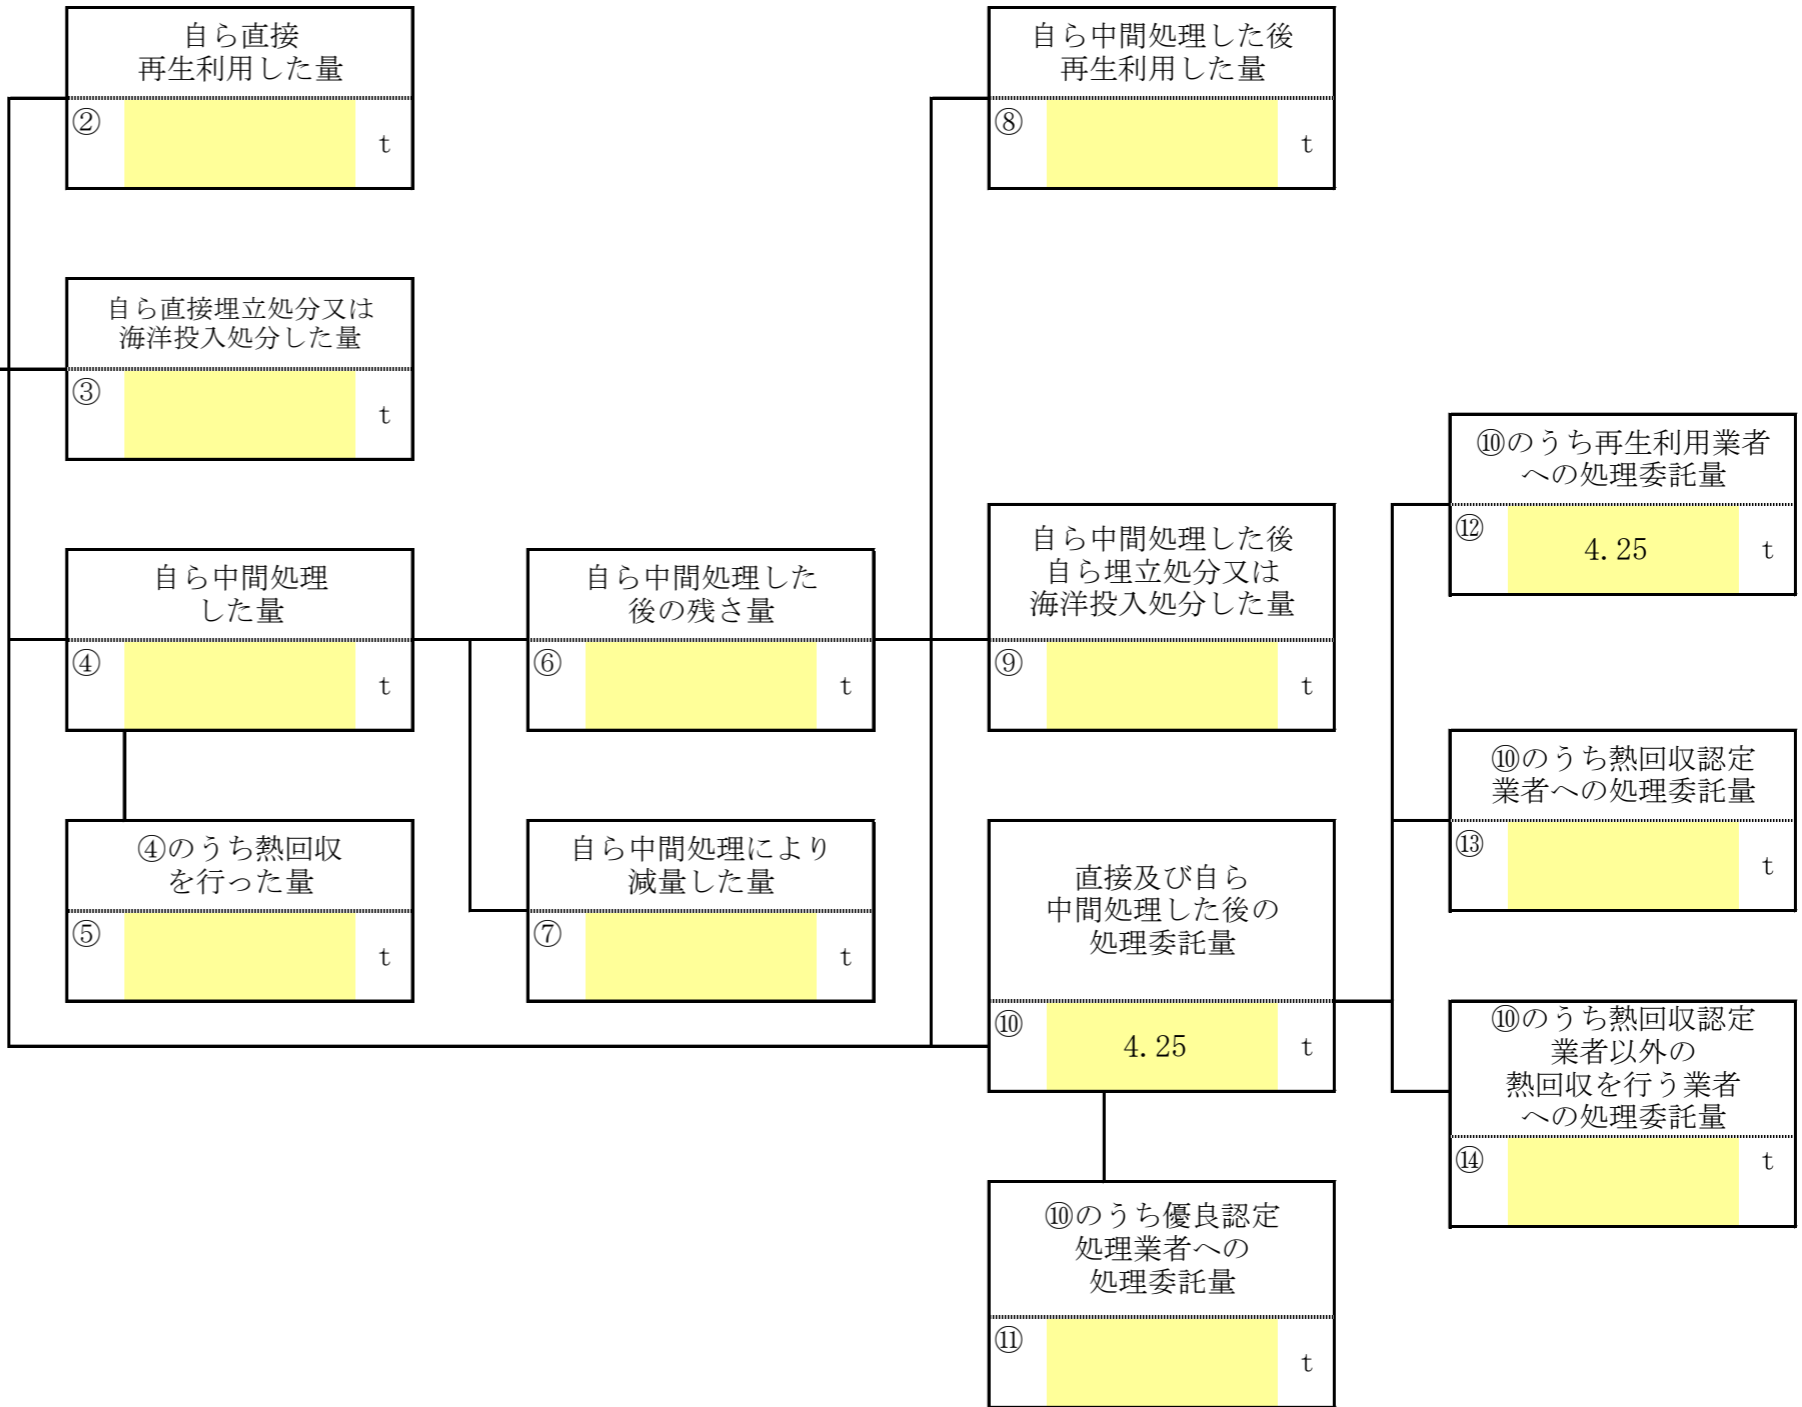 自ら直接
再生利用した量
②
t
自ら中間処理した後
再生利用した量
⑧
t
自ら直接埋立処分又は
海洋投入処分した量
③
t
⑩のうち再生利用業者
への処理委託量
⑫
4.25
t
自ら中間処理
した量
④
t
自ら中間処理した
後の残さ量
⑥
t
自ら中間処理した後
自ら埋立処分又は
海洋投入処分した量
⑨
t
⑩のうち熱回収認定
業者への処理委託量
⑬
t
④のうち熱回収
を行った量
⑤
t
自ら中間処理により
減量した量
⑦
t
直接及び自ら
中間処理した後の
処理委託量
⑩
4.25
t
⑩のうち熱回収認定
業者以外の
熱回収を行う業者
への処理委託量
⑭
t
⑩のうち優良認定
処理業者への
処理委託量
⑪
t